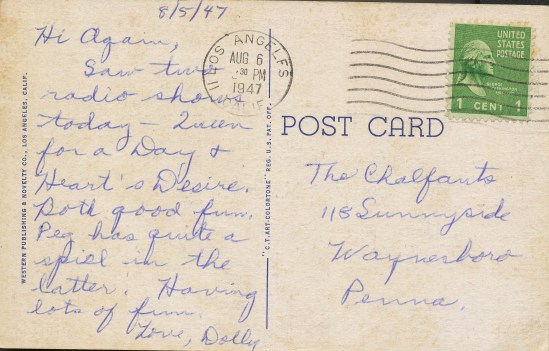 8/5/47
Hi Again,
Saw two
radio shows
today - Queen
for a Day &
Heart's Desire.
Both good fun.
Peg has quite a
spiel in the
latter. Having
lots of fun.
Love, Dolly
WESTERN PUBLISHING & NOVELTY CO., LOS ANGELES, CALIF.
"C.T. ART-COLORTONE" REG. U.S. PAT. OFF.
LOS ANGELES
AUG 6
PM
1947
UNITED
STATES
POSTAGE
1 CENT 1
POST CARD
The Chalfants
118 Sunnyside
Waynesboro
Penna.